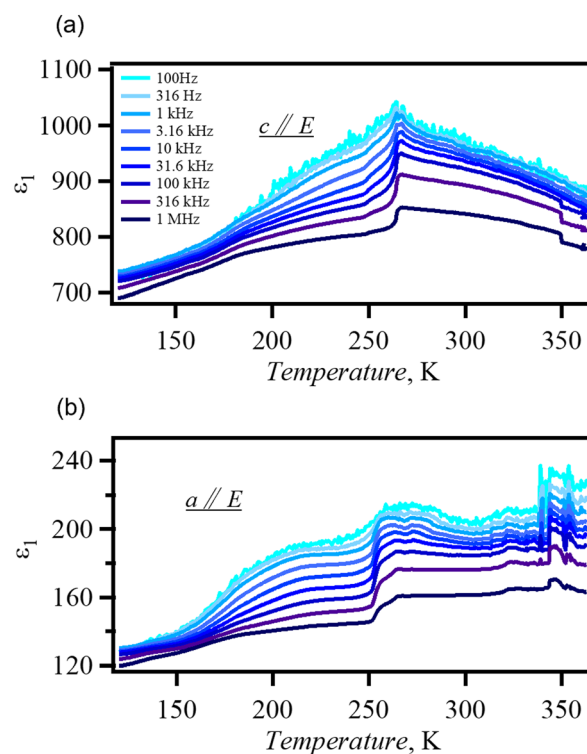 (a)
1100
1000
900
800
700
ε1
100Hz
316 Hz
1 kHz
3.16 kHz
10 kHz
31.6 kHz
100 kHz
316 kHz
1 MHz
c // E
150 200 250 300 350
Temperature, K
(b)
240
200
160
120
ε1
a // E
150 200 250 300 350
Temperature, K